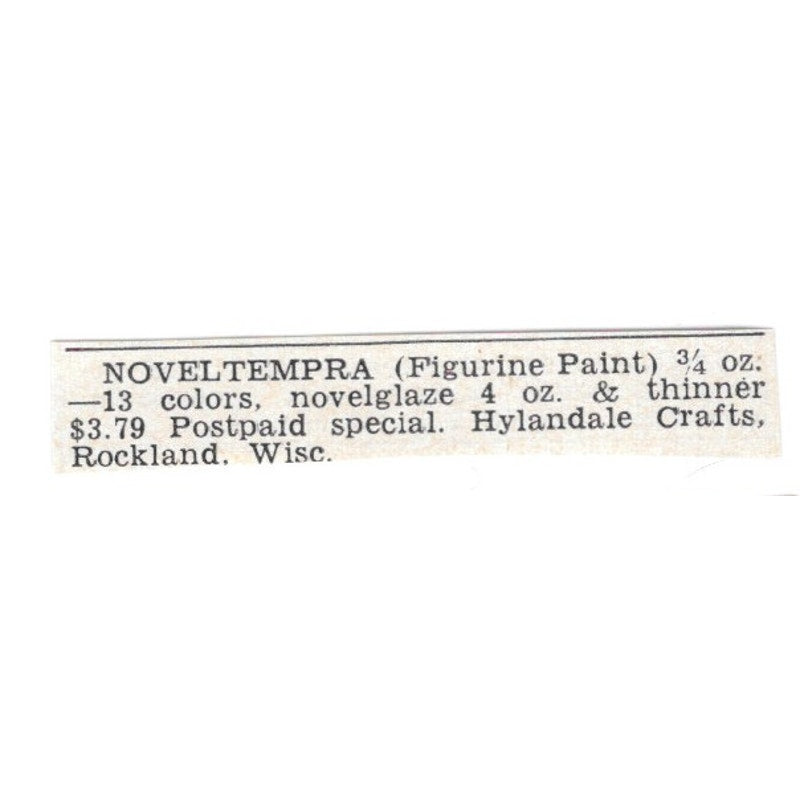 NOVELTEMPRA (Figurine Paint) ¾ oz.
—13 colors, novelglaze 4 oz. & thinner
$3.79 Postpaid special. Hylandale Crafts,
Rockland, Wisc.